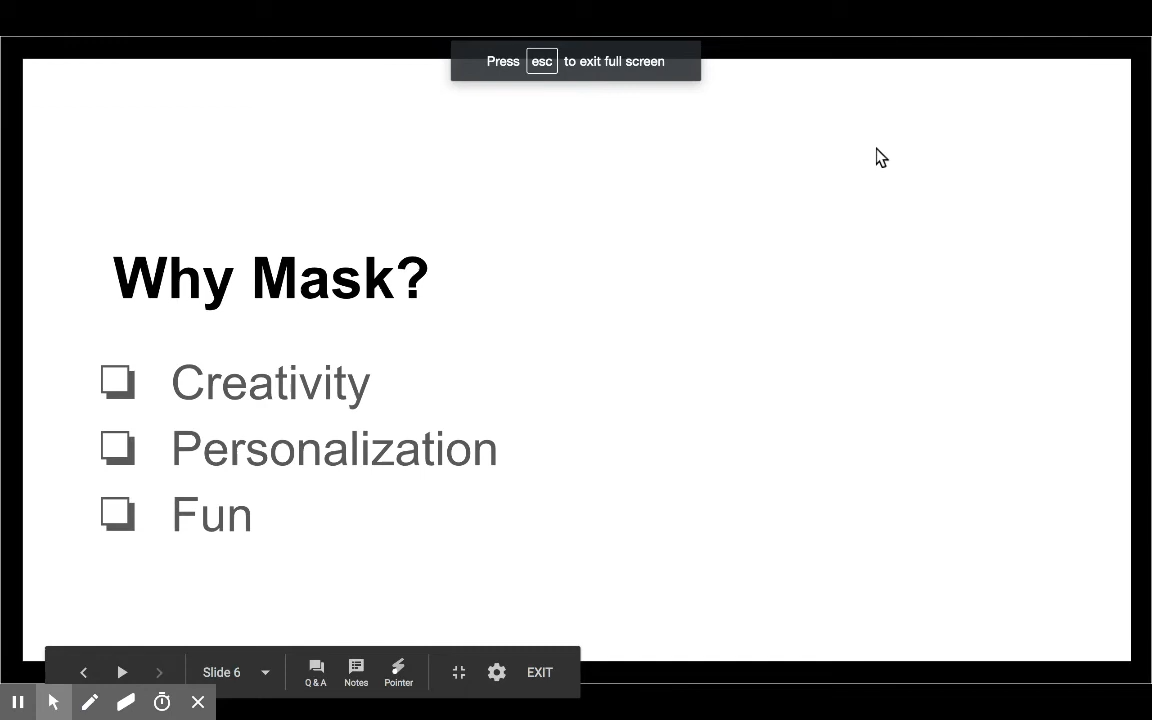 Press esc to exit full screen
Why Mask?
Creativity
Personalization
Fun
Slide 6
Q & A
Notes
Pointer
EXIT